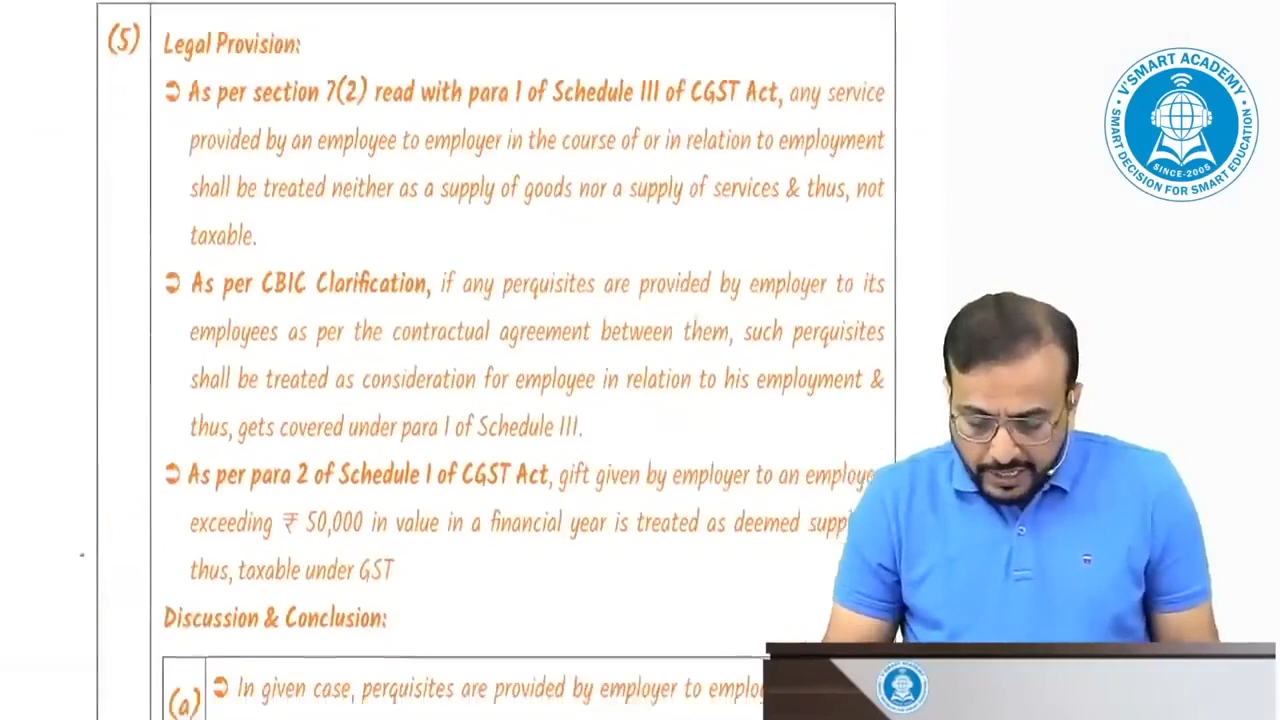 (5)
Legal Provision:
➲ As per section 7(2) read with para 1 of Schedule III of CGST Act, any service
provided by an employee to employer in the course of or in relation to employment
shall be treated neither as a supply of goods nor a supply of services & thus, not
taxable.
➲ As per CBIC Clarification, if any perquisites are provided by employer to its
employees as per the contractual agreement between them, such perquisites
shall be treated as consideration for employee in relation to his employment &
thus, gets covered under para 1 of Schedule III.
➲ As per para 2 of Schedule I of CGST Act, gift given by employer to an
exceeding ₹ 50,000 in value in a financial year is treated as deemed
thus, taxable under GST
Discussion & Conclusion:
(a)
➲ In given case, perquisites are provided by employer to
VSMART ACADEMY
SINCE-2005
SMART DECISION FOR SMART EDUCATION